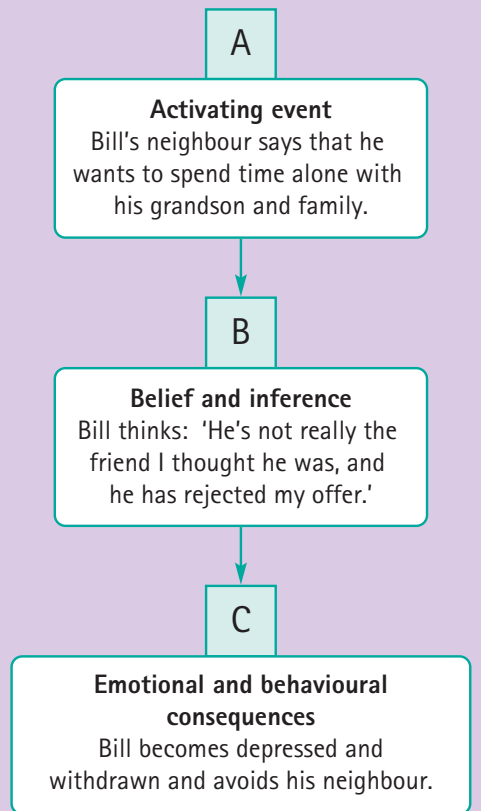 A
Activating event
Bill's neighbour says that he
wants to spend time alone with
his grandson and family.
B
Belief and inference
Bill thinks: ‘He's not really the
friend I thought he was, and
he has rejected my offer.’
C
Emotional and behavioural
consequences
Bill becomes depressed and
withdrawn and avoids his neighbour.